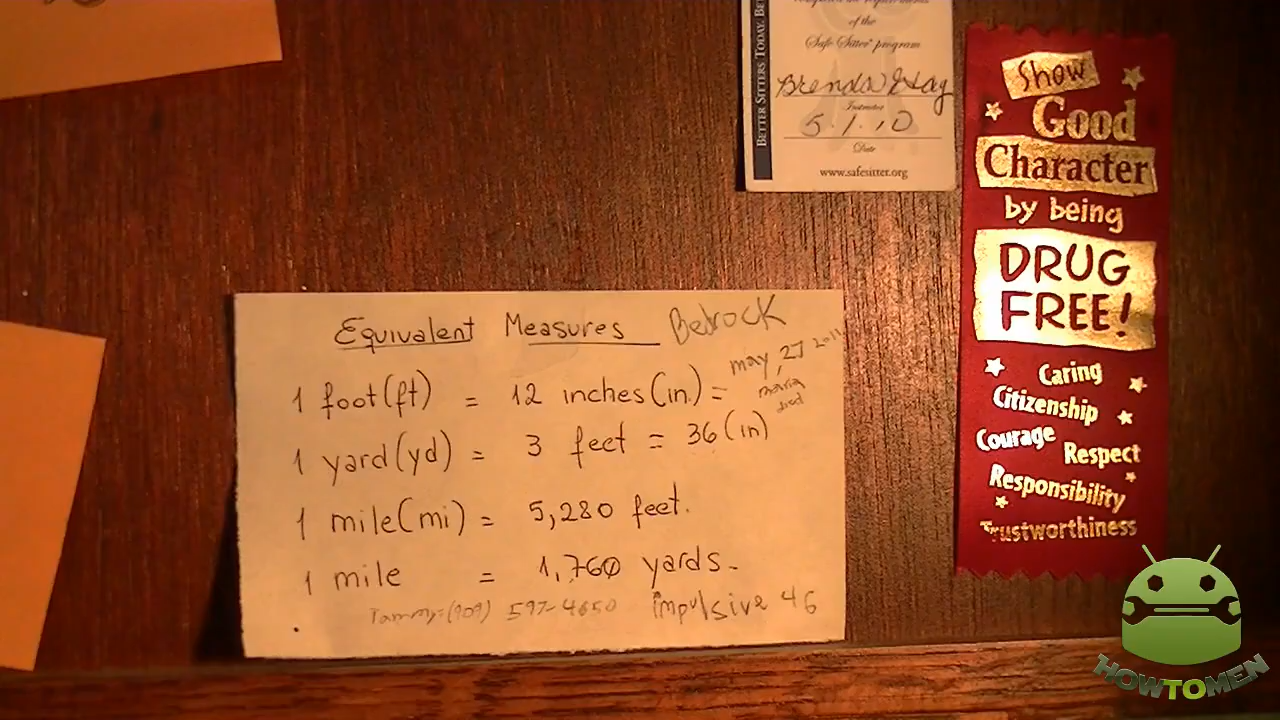 of the
Safe Sitter® program
Brenda
Instructor
5.1.10
Date
www.safesitter.org
BETTER SITTERS TODAY. BE
Show
Good
Character
by being
DRUG
FREE!
Caring
Citizenship
Courage
Respect
Responsibility
Trustworthiness
Equivalent Measures Bedrock
1 foot(ft) = 12 inches(in) = may, 27 2011
maria
died
1 yard(yd) = 3 feet = 36(in)
1 mile(mi) = 5,280 feet.
1 mile = 1,760 yards.
Tammy=(909) 597-4650 impulsive 46
HOWTOMEN